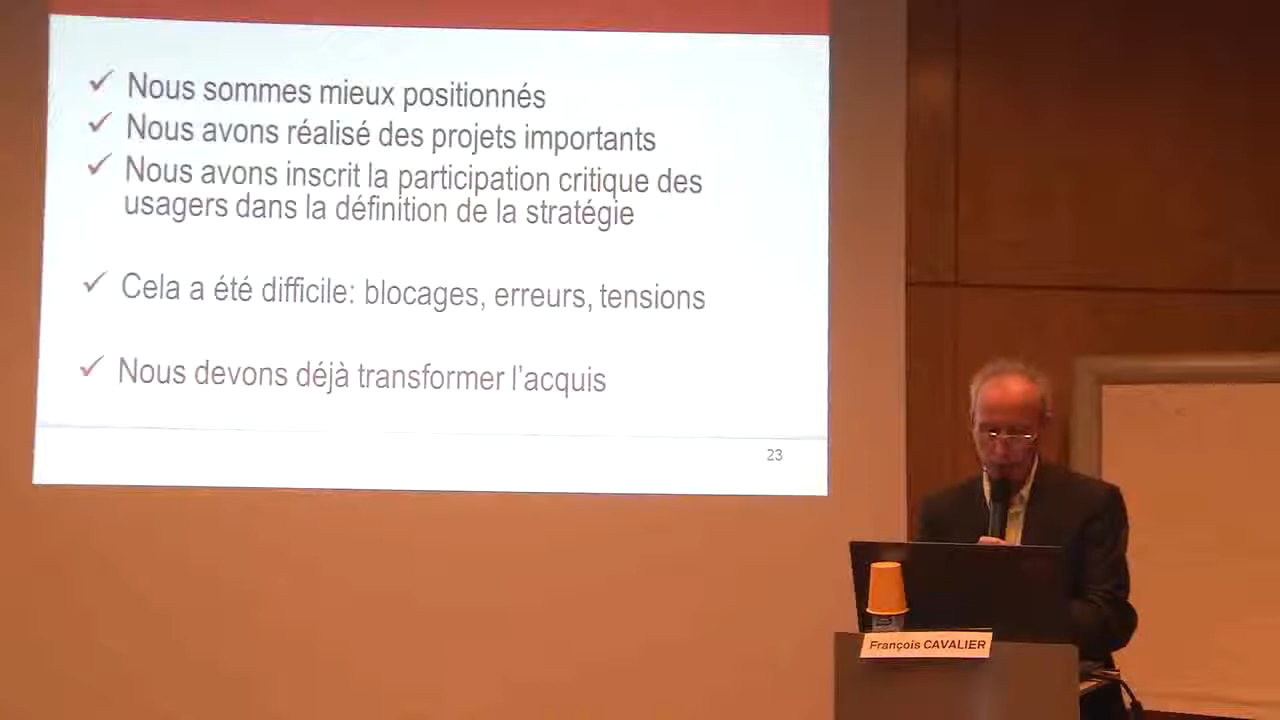 Nous sommes mieux positionnés
Nous avons réalisé des projets importants
Nous avons inscrit la participation critique des
usagers dans la définition de la stratégie
Cela a été difficile: blocages, erreurs, tensions
Nous devons déjà transformer l'acquis
23
François CAVALIER